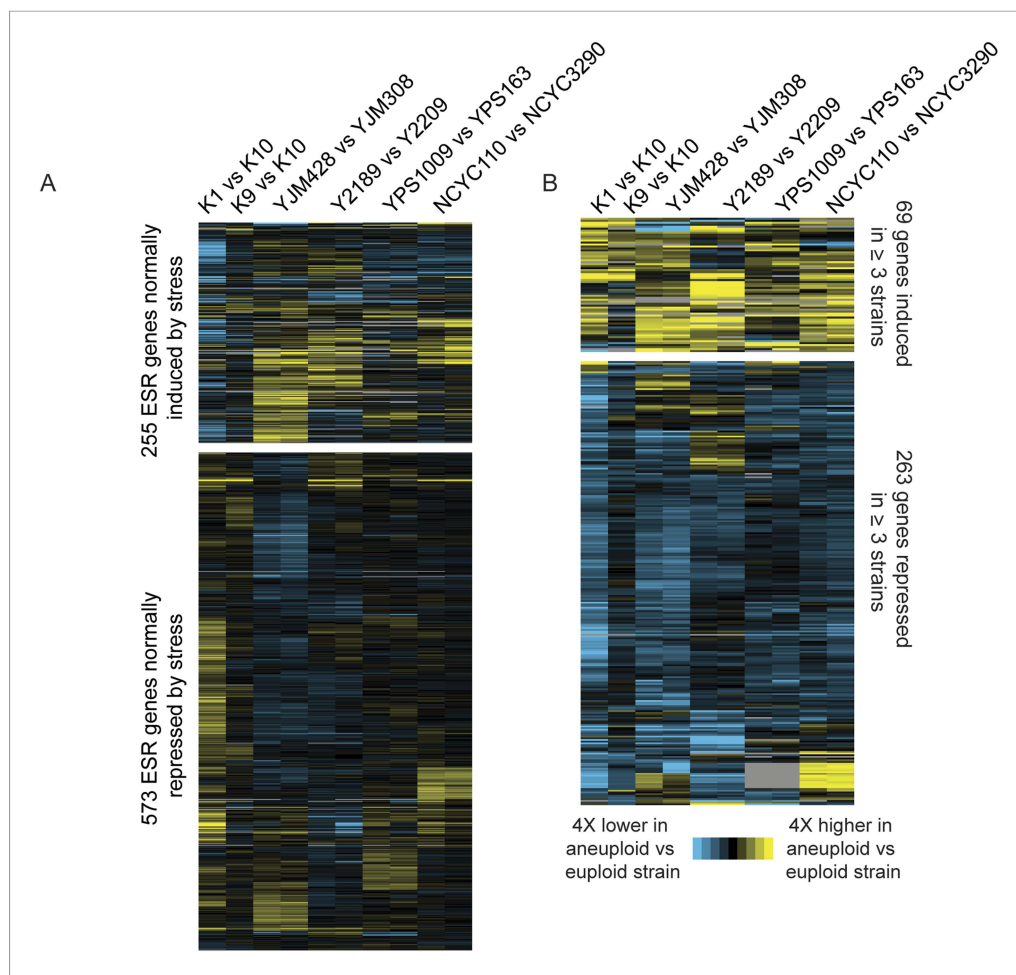 A
K1 vs K10
K9 vs K10
YJM428 vs YJM308
Y2189 vs Y2209
YPS1009 vs YPS163
NCYC110 vs NCYC3290
255 ESR genes normally
induced by stress
573 ESR genes normally
repressed by stress
B
K1 vs K10
K9 vs K10
YJM428 vs YJM308
Y2189 vs Y2209
YPS1009 vs YPS163
NCYC110 vs NCYC3290
69 genes induced
in ≥ 3 strains
263 genes repressed
in ≥ 3 strains
4X lower in
aneuploid vs
euploid strain
4X higher in
aneuploid vs
euploid strain